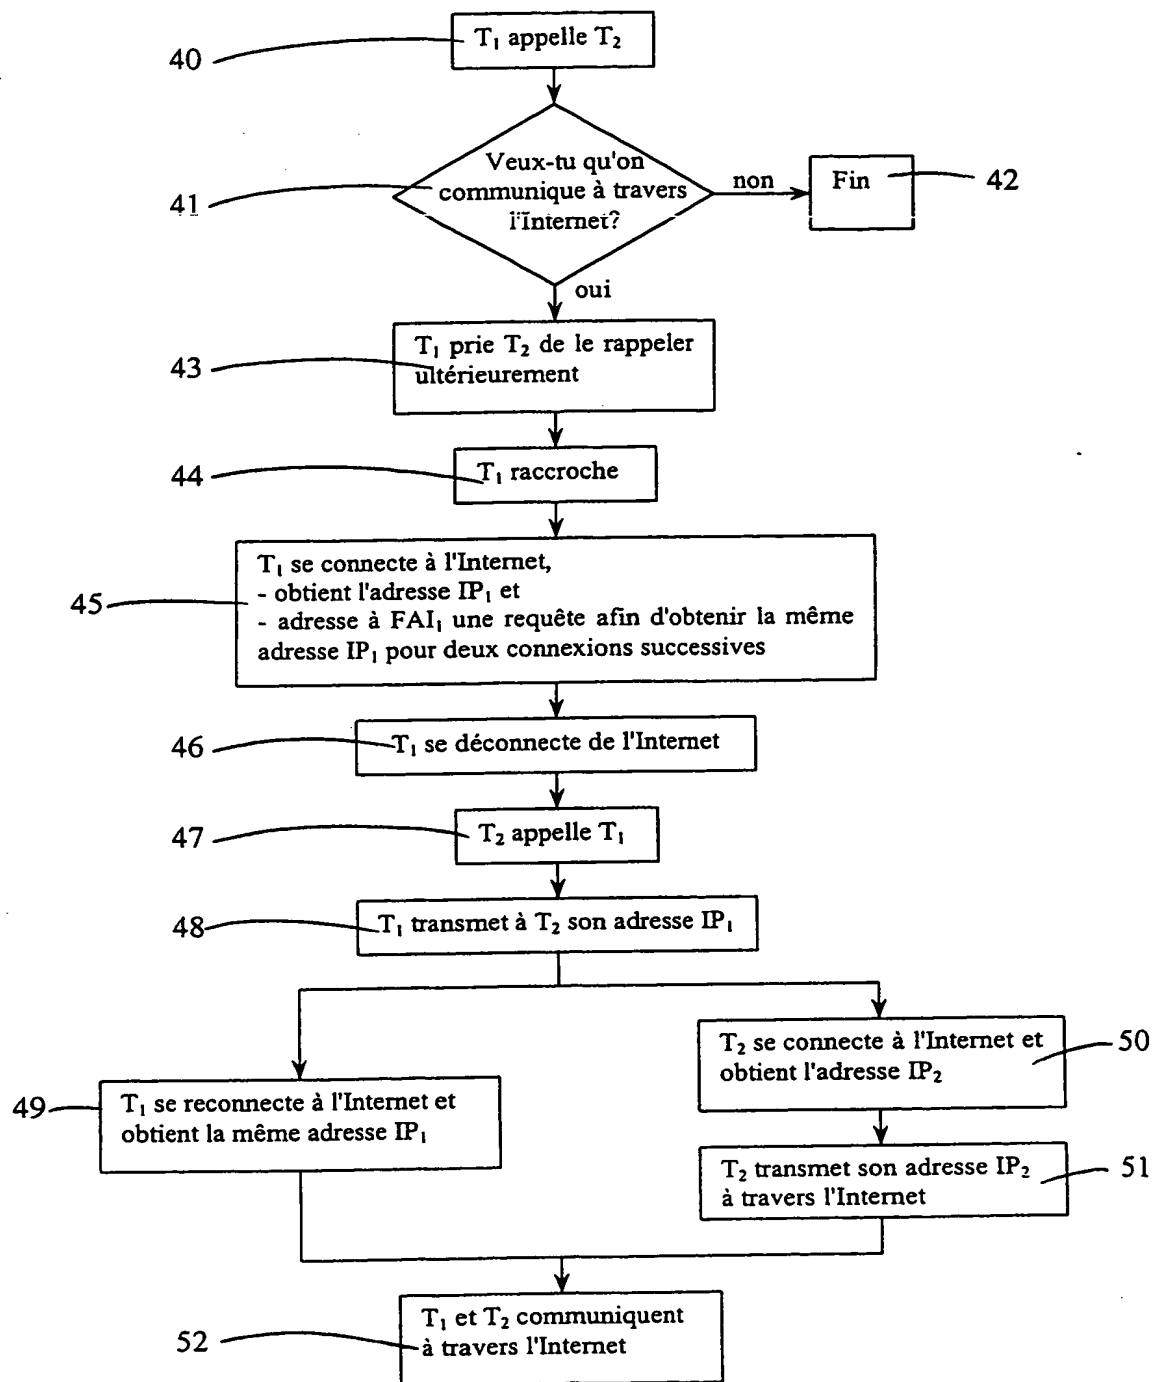 T₁ appelle T₂
40
Veux-tu qu'on
communique à travers
l'Internet?
41
non
Fin
42
oui
T₁ prie T₂ de le rappeler
ultérieurement
43
T₁ raccroche
44
T₁ se connecte à l'Internet,
- obtient l'adresse IP₁ et
- adresse à FAI₁ une requête afin d'obtenir la même
adresse IP₁ pour deux connexions successives
45
T₁ se déconnecte de l'Internet
46
T₂ appelle T₁
47
T₁ transmet à T₂ son adresse IP₁
48
T₂ se connecte à l'Internet et
obtient l'adresse IP₂
50
T₁ se reconnecte à l'Internet et
obtient la même adresse IP₁
49
T₂ transmet son adresse IP₂
à travers l'Internet
51
T₁ et T₂ communiquent
à travers l'Internet
52